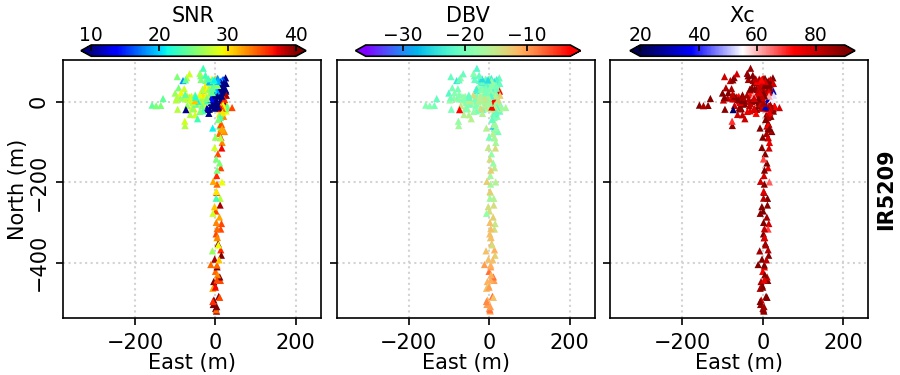 SNR DBV Xc
10 20 30 40 −30 −20 −10 20 40 60 80
0
−200
−400
North (m)
−200 0 200 −200 0 200 −200 0 200
East (m) East (m) East (m)
IR5209